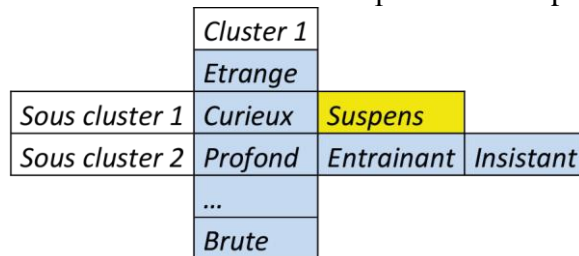 Cluster 1
Etrange
Sous cluster 1 Curieux Suspens
Sous cluster 2 Profond Entrainant Insistant
...
Brute